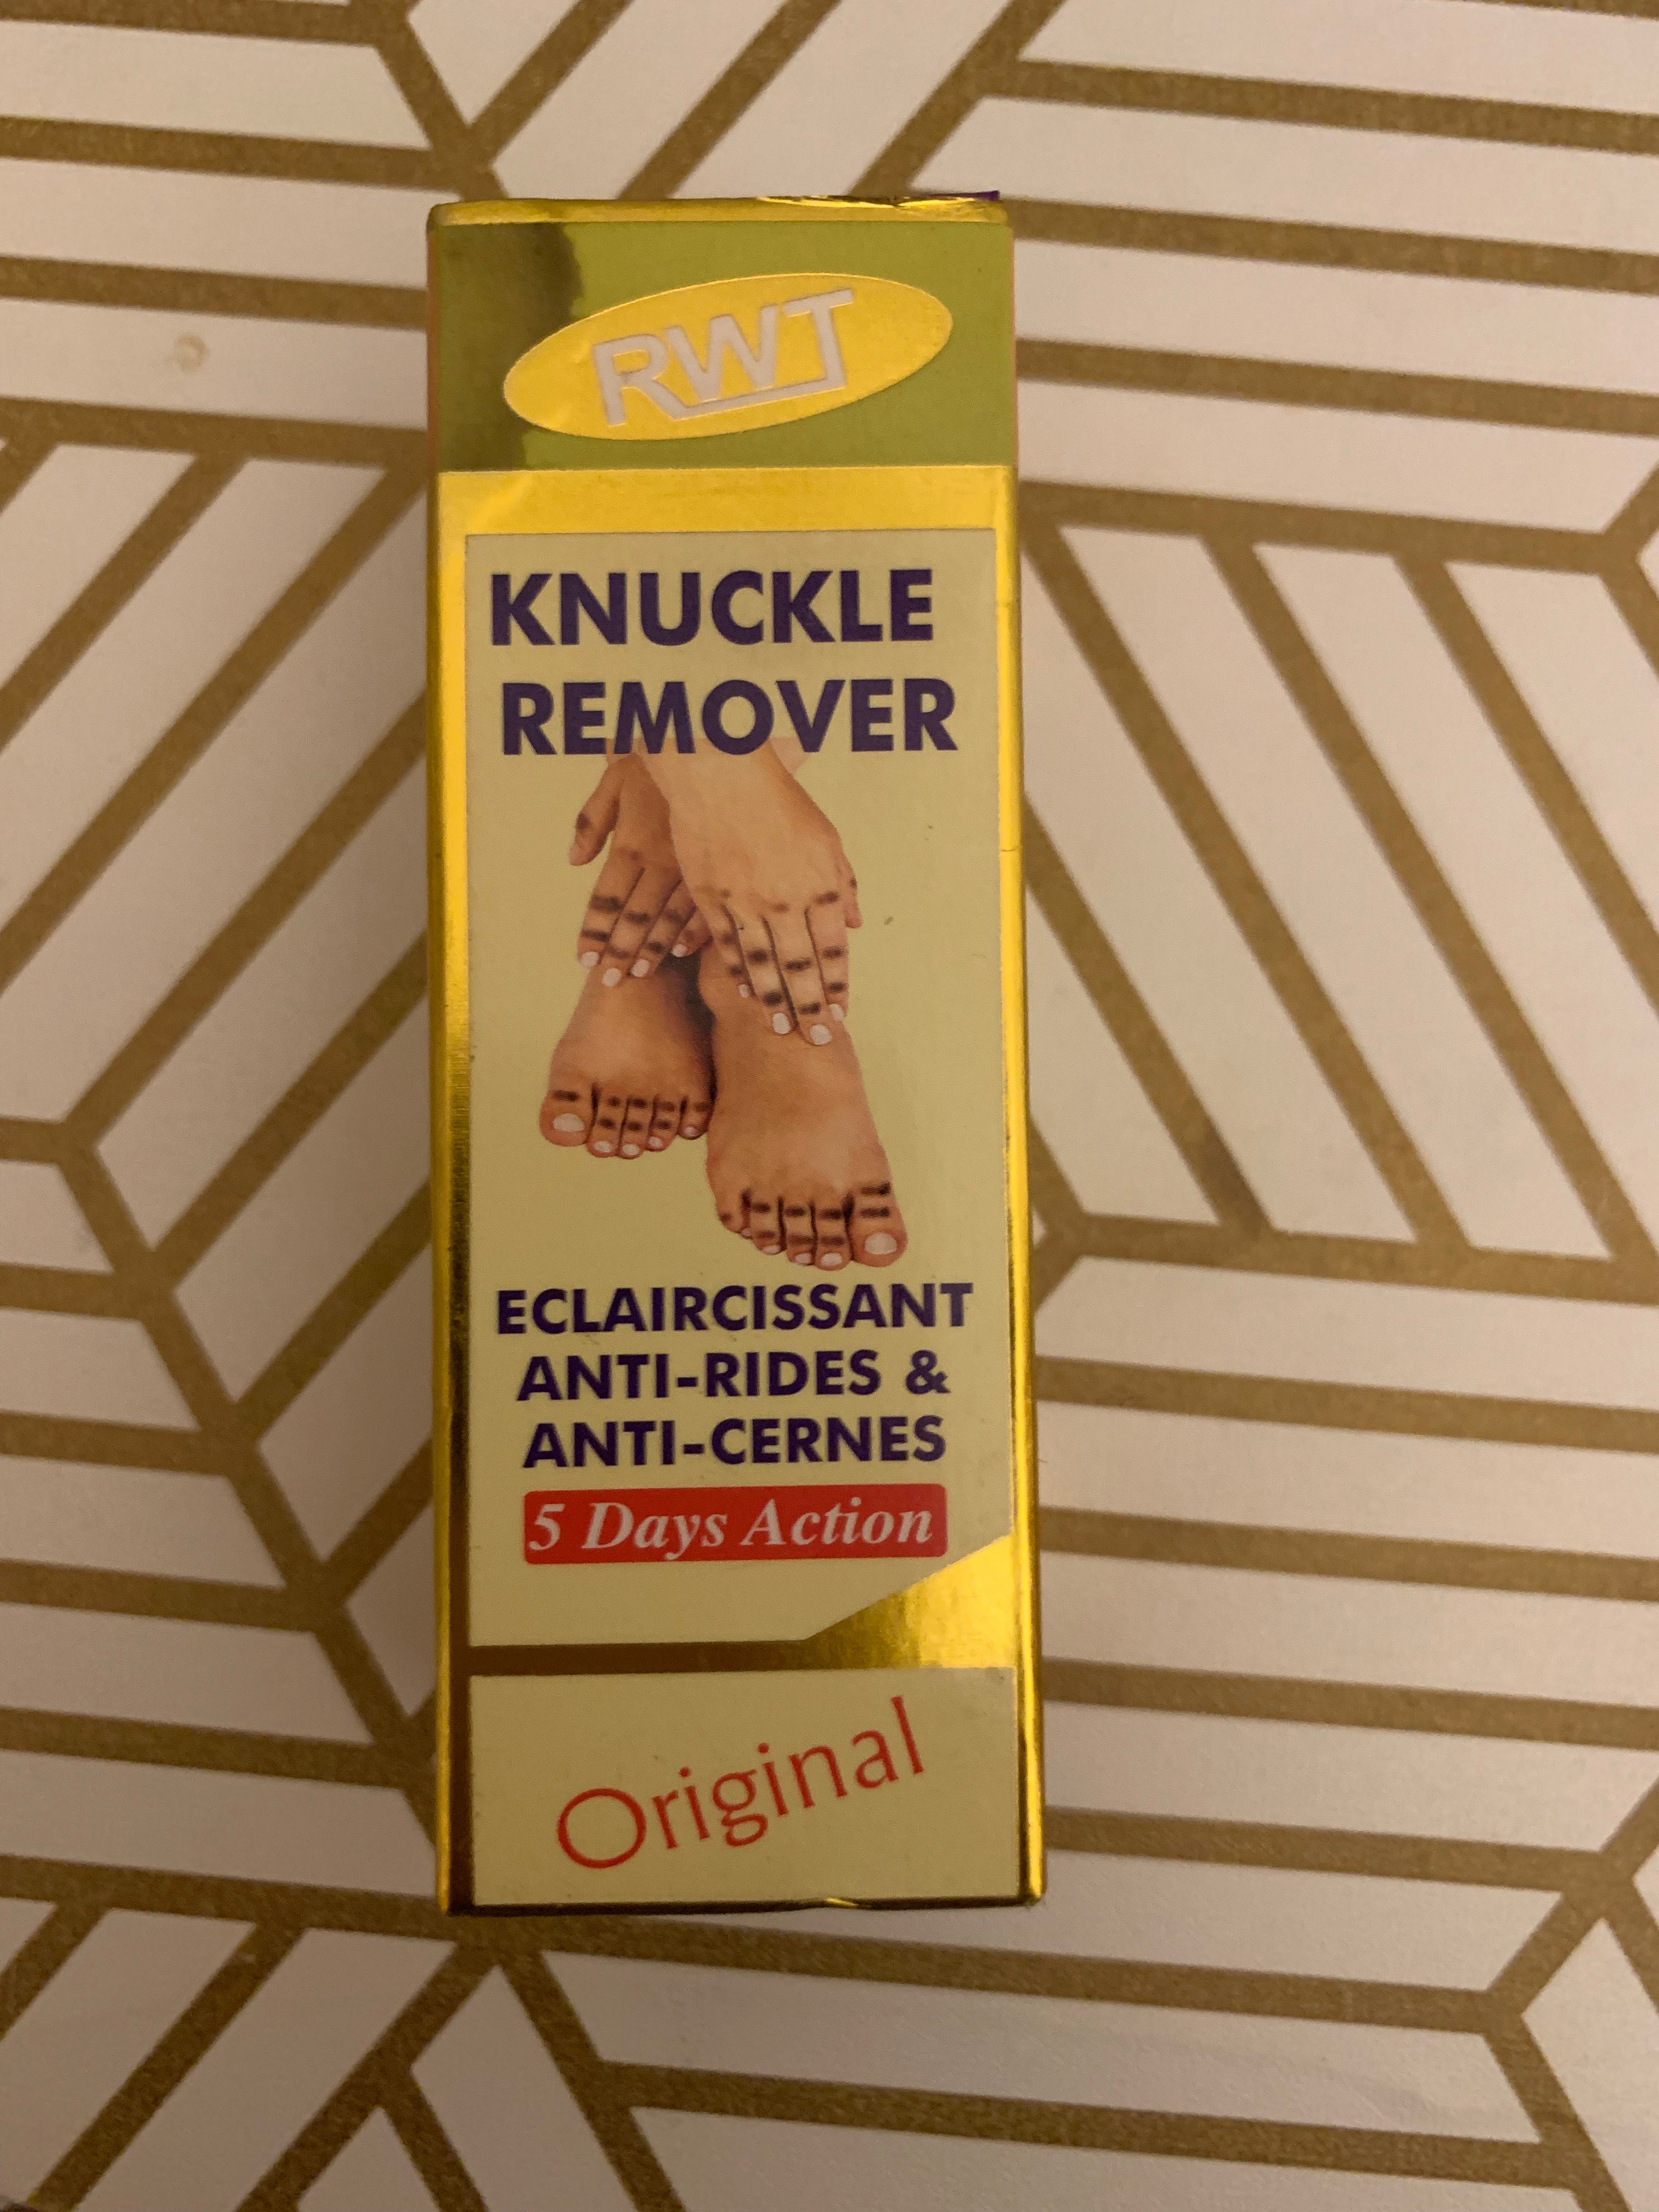 RWT
KNUCKLE
REMOVER
ECLAIRCISSANT
ANTI-RIDES &
ANTI-CERNES
5 Days Action
Original